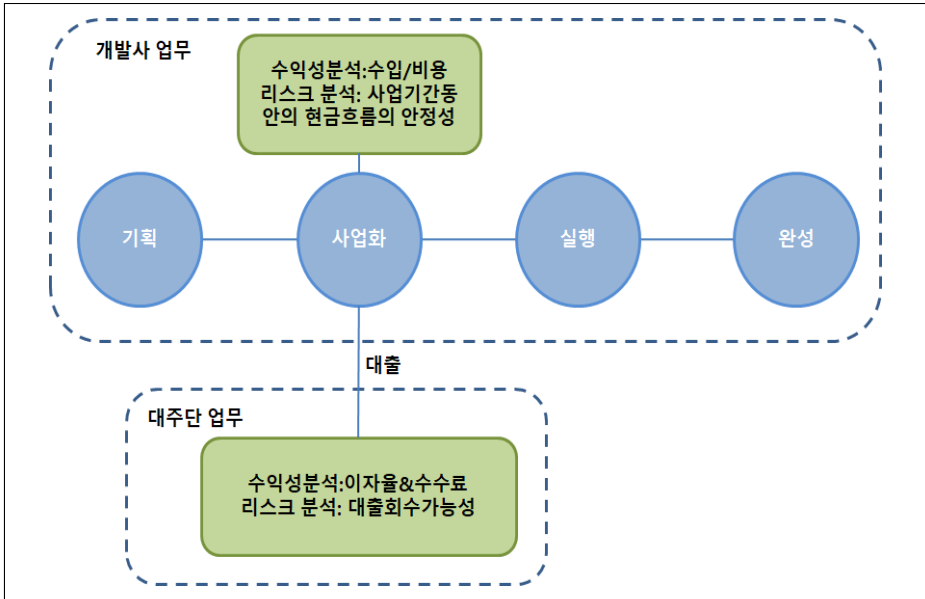 개발사 업무
수익성분석:수입/비용
리스크 분석: 사업기간동
안의 현금흐름의 안정성
기획
사업화
실행
완성
대출
대주단 업무
수익성분석:이자율&수수료
리스크 분석: 대출회수가능성